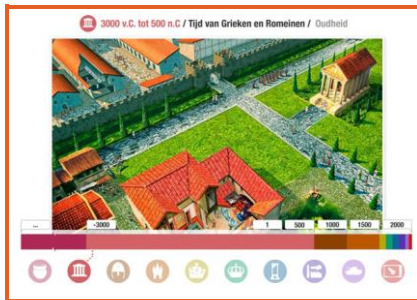 3000 v.C. tot 500 n.C / Tijd van Grieken en Romeinen / Oudheid
... -3000 1 500 1000 1500 2000